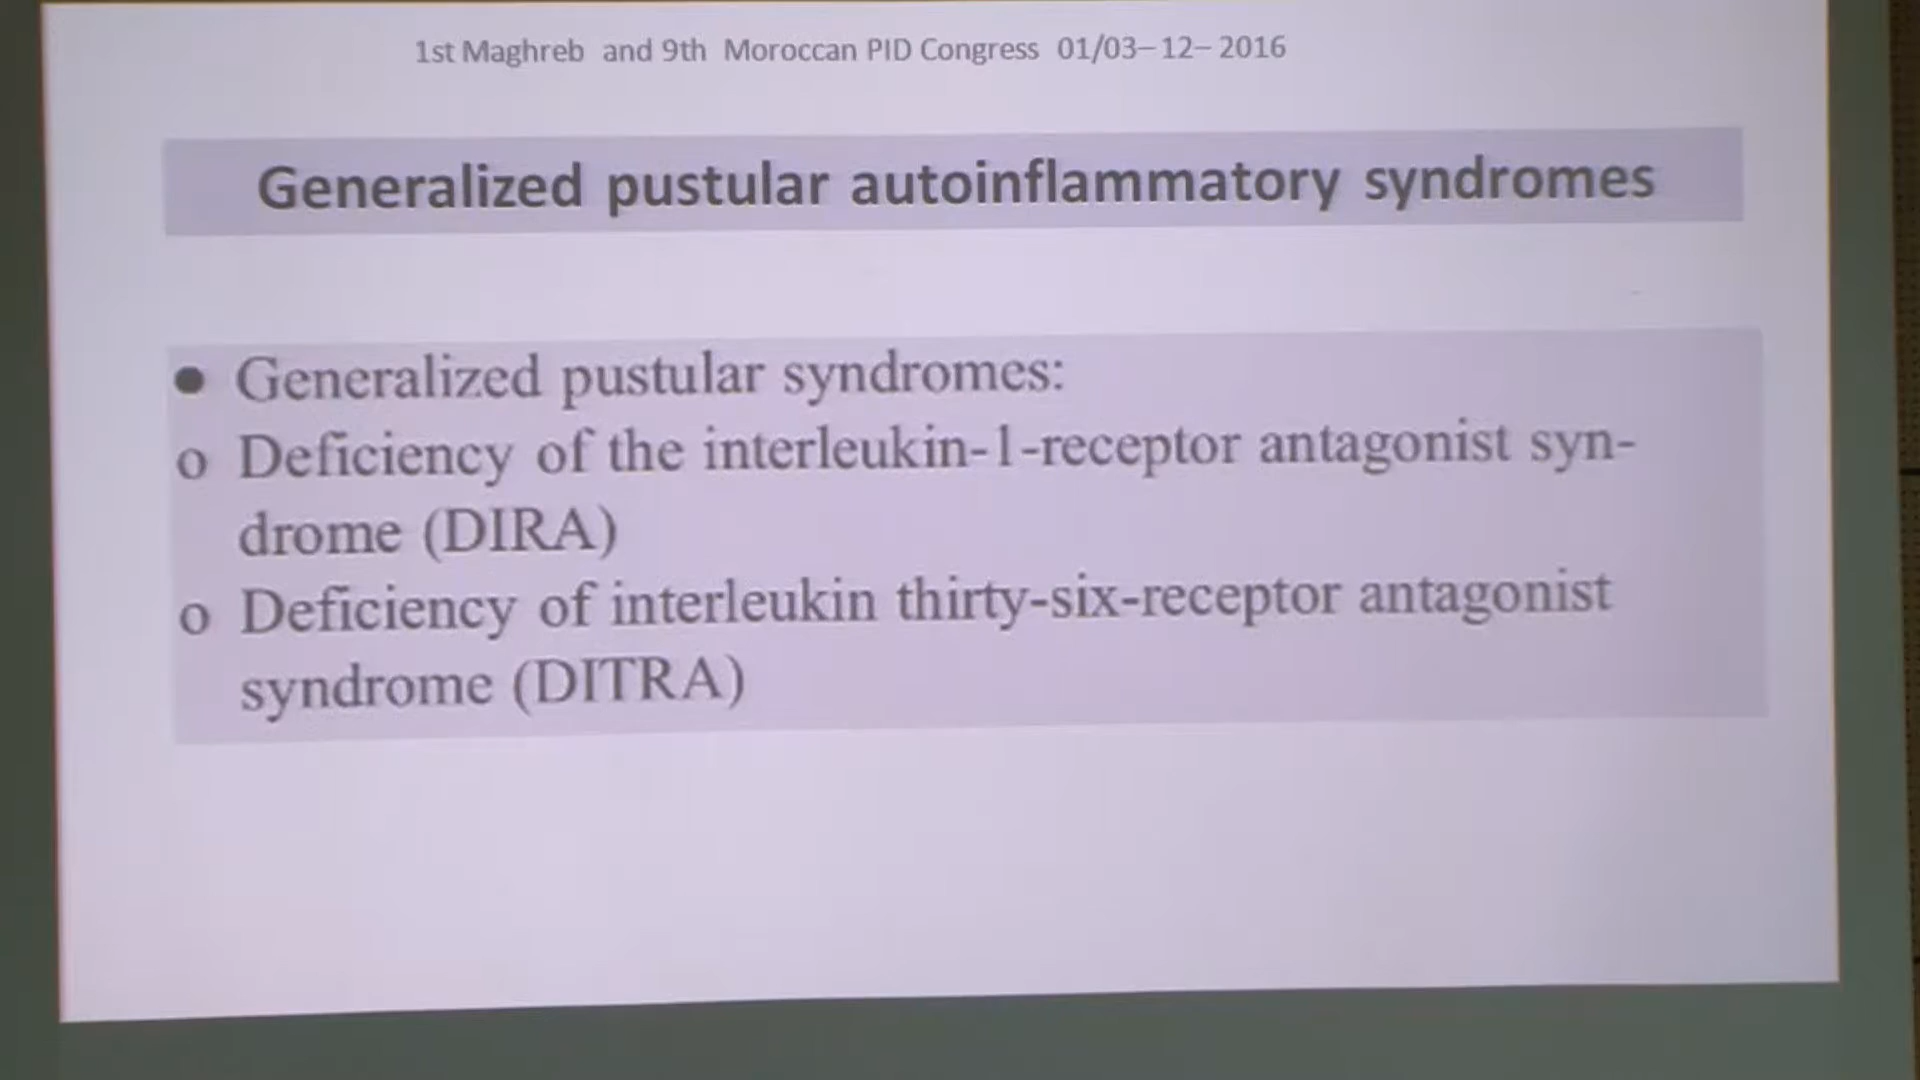 1st Maghreb and 9th Moroccan PID Congress 01/03–12–2016
Generalized pustular autoinflammatory syndromes
● Generalized pustular syndromes:
o Deficiency of the interleukin-1-receptor antagonist syn-
drome (DIRA)
o Deficiency of interleukin thirty-six-receptor antagonist
syndrome (DITRA)